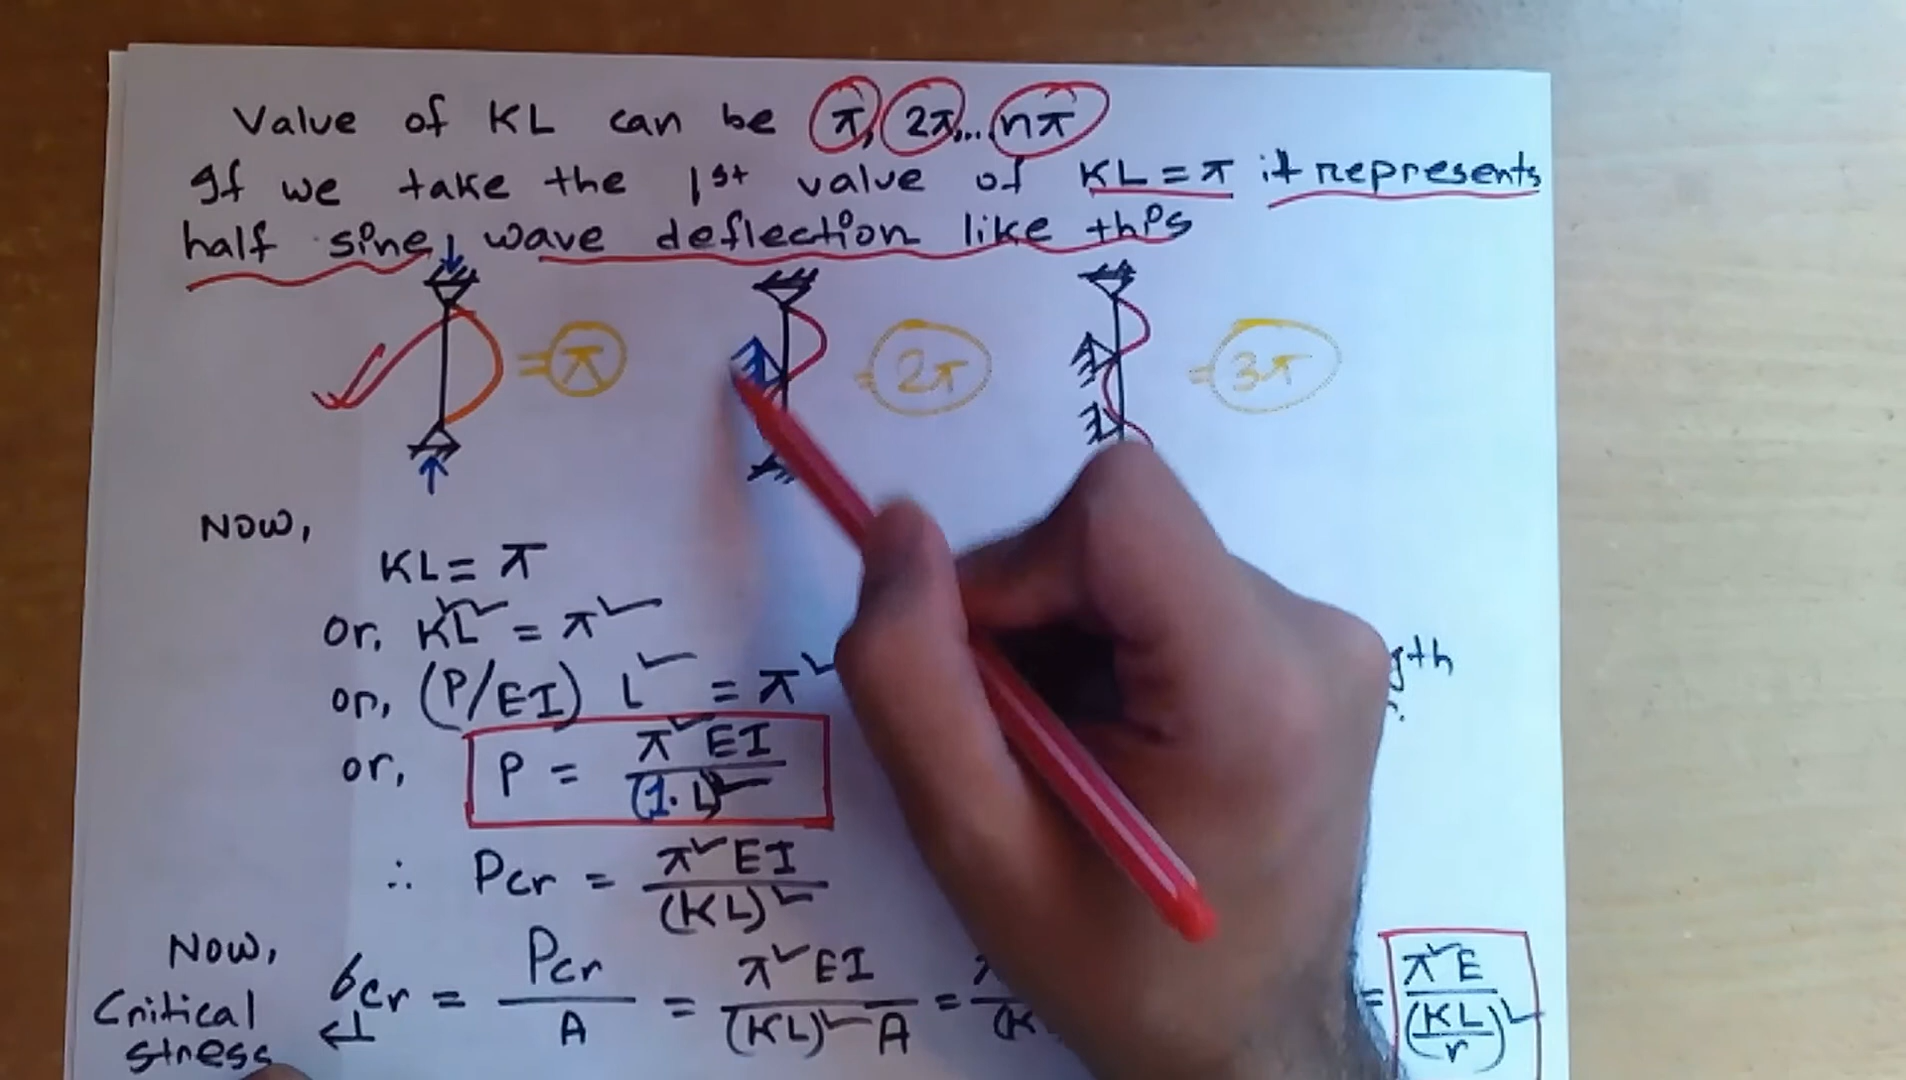 Value of KL can be π, 2π...nπ
If we take the 1st value of KL = π it represents
half sine wave deflection like this
= π
= 2π
= 3π
Now,
KL = π
or, K²L² = π²
or, (P/EI) L² = π²
or, P = π²EI / (1.L)²
∴ Pcr = π²EI / (KL)²
Now,
Critical stress
σcr = Pcr / A = π²EI / (KL)² A =
= π²E / (KL/r)²